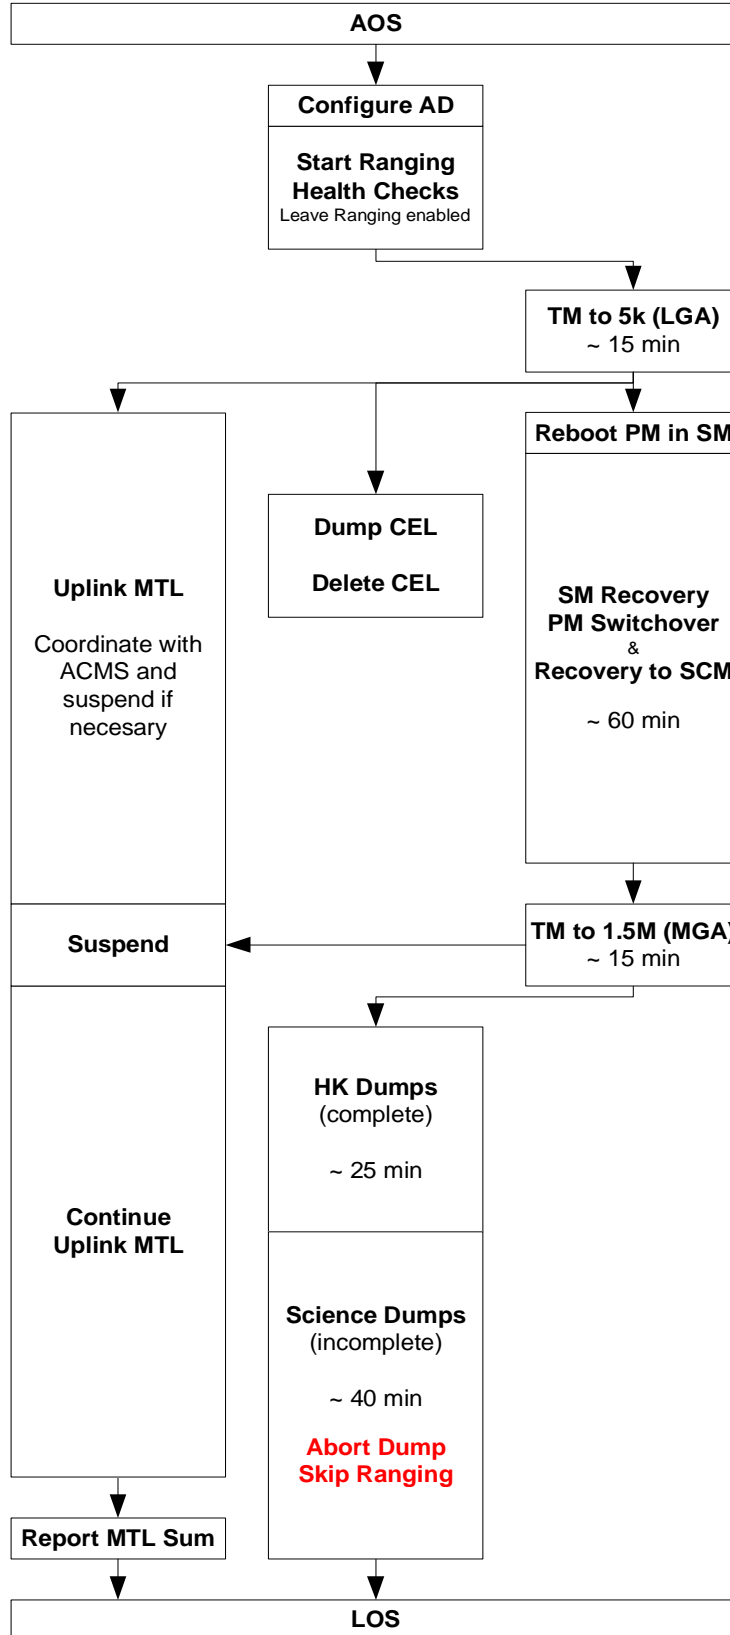 AOS
Configure AD
Start Ranging
Health Checks
Leave Ranging enabled
TM to 5k (LGA)
~ 15 min
Reboot PM in SM
Uplink MTL
Coordinate with
ACMS and
suspend if
necesary
Dump CEL
Delete CEL
SM Recovery
PM Switchover
&
Recovery to SCM
~ 60 min
Suspend
TM to 1.5M (MGA)
~ 15 min
HK Dumps
(complete)
~ 25 min
Continue
Uplink MTL
Science Dumps
(incomplete)
~ 40 min
Abort Dump
Skip Ranging
Report MTL Sum
LOS